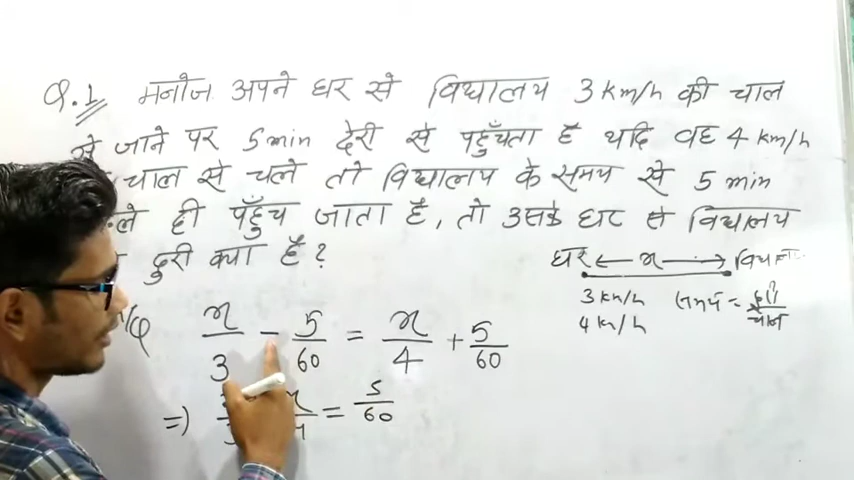 Q.1 मनोज अपने घर से विद्यालय 3 km/h की चाल
से जाने पर 5 min देरी से पहुँचता है यदि वह 4 km/h
चाल से चले तो विद्यालय के समय से 5 min
ले ही पहुँच जाता है, तो उसके घर से विद्यालय
दुरी क्या है?
घर ←— x —→
3 km/h
4 km/h
समय = दुरी/चाल
x/3 - 5/60 = x/4 + 5/60
=> = 5/60